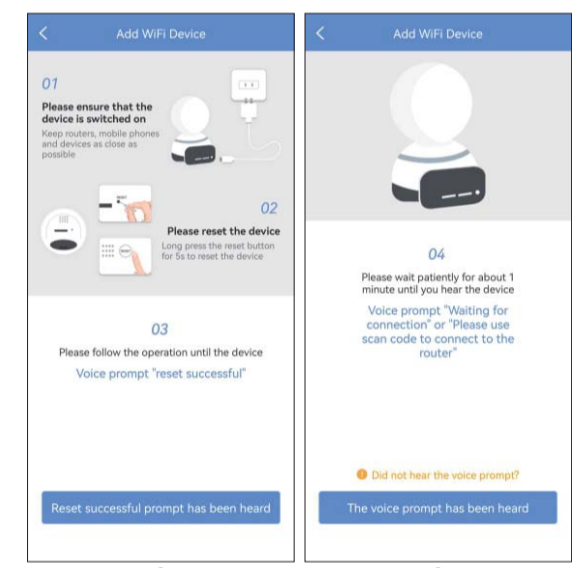 Add WiFi Device
01
Please ensure that the
device is switched on
Keep routers, mobile phones
and devices as close as
possible
RESET
RESET
02
Please reset the device
Long press the reset button
for 5s to reset the device
03
Please follow the operation until the device
Voice prompt "reset successful"
Reset successful prompt has been heard
Add WiFi Device
04
Please wait patiently for about 1
minute until you hear the device
Voice prompt "Waiting for
connection" or "Please use
scan code to connect to the
router"
Did not hear the voice prompt?
The voice prompt has been heard